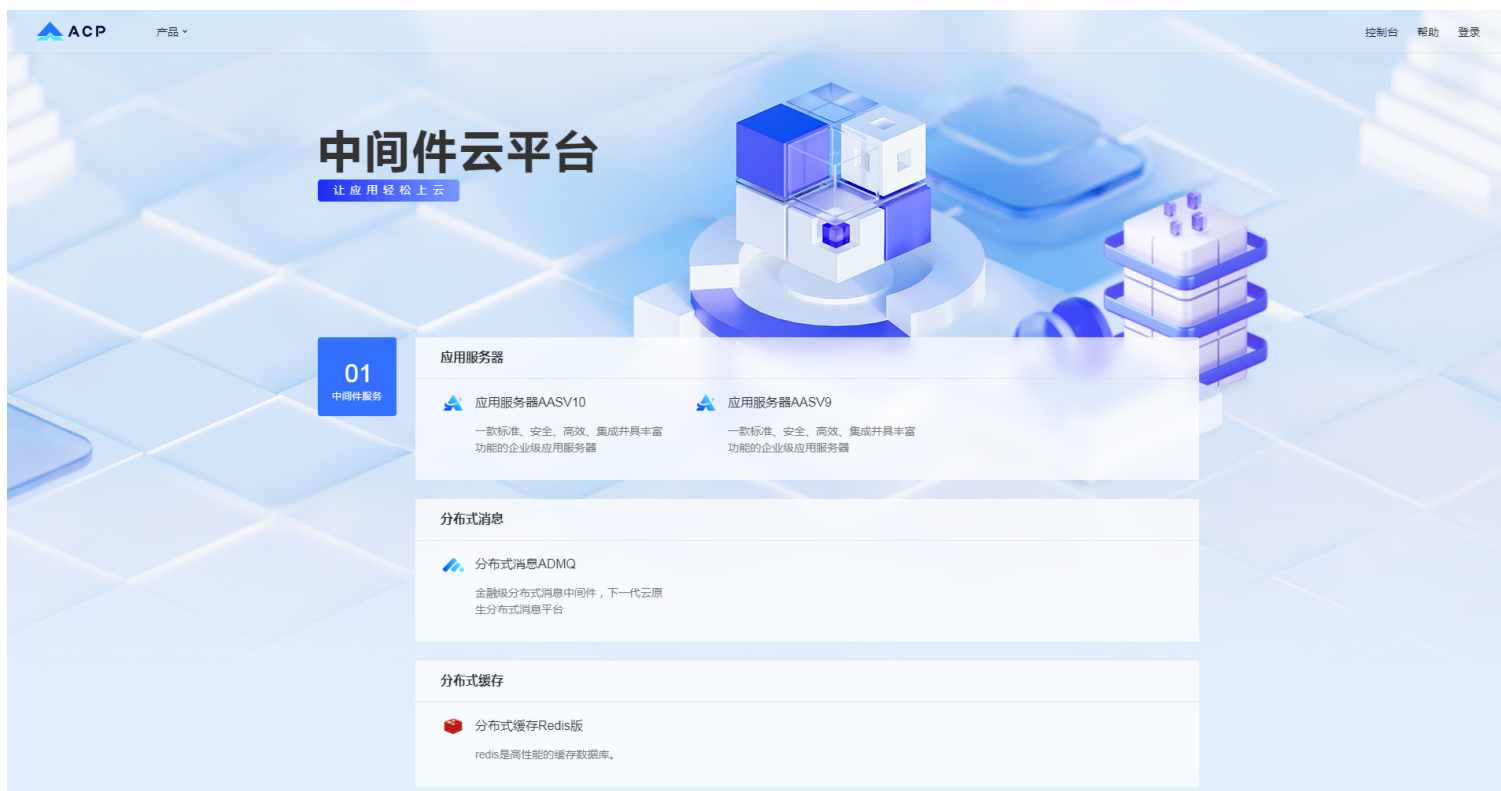 ACP
产品
控制台
帮助
登录
中间件云平台
让应用轻松上云
01
中间件服务
应用服务器
应用服务器AASV10
一款标准、安全、高效、集成并具丰富
功能的企业级应用服务器
应用服务器AASV9
一款标准、安全、高效、集成并具丰富
功能的企业级应用服务器
分布式消息
分布式消息ADMQ
金融级分布式消息中间件，下一代云原
生分布式消息平台
分布式缓存
分布式缓存Redis版
redis是高性能的缓存数据库。